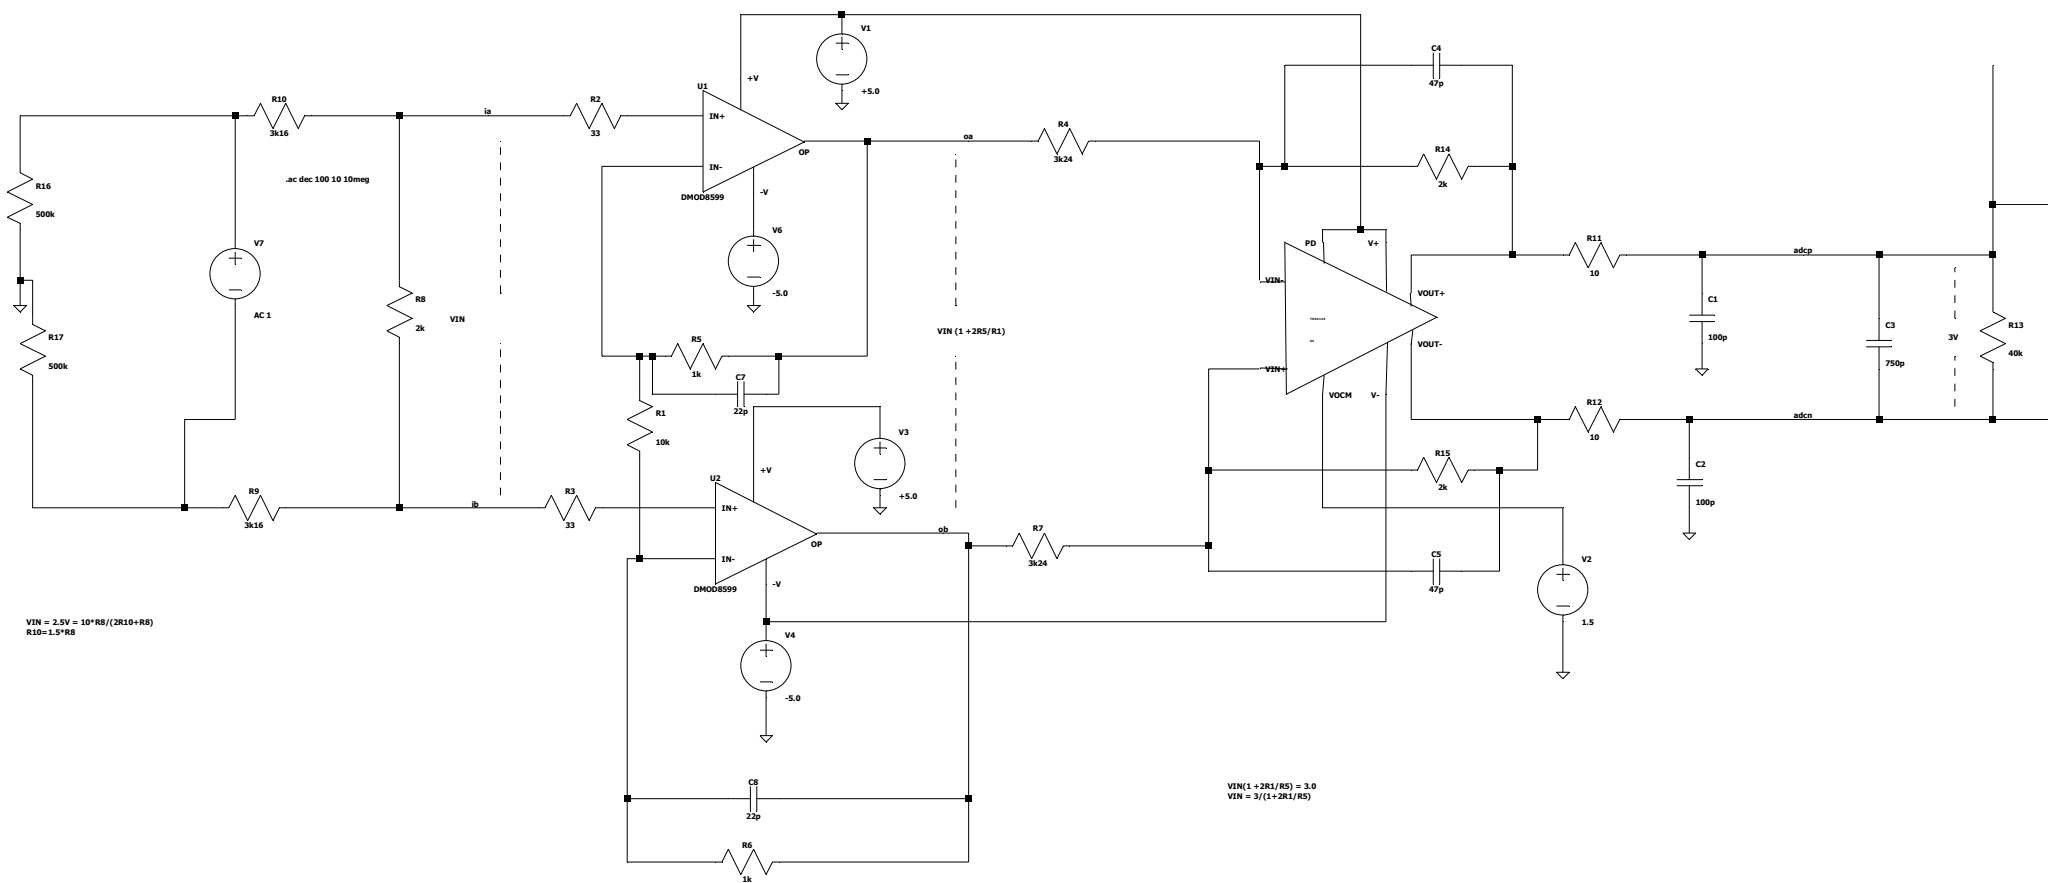 V1
+5.0
C4
47p
U1
+V
R10
3k16
ia
R2
33
IN+
OP
IN-
-V
DMOD8599
oa
R4
3k24
R14
2k
.ac dec 100 10 10meg
R16
500k
V7
AC 1
V6
-5.0
PD
V+
R11
10
adcp
VIN-
VOUT+
VOUT-
VIN+
VOCM
V-
R8
2k
VIN
R17
500k
VIN (1 +2R5/R1)
C1
100p
C3
750p
3V
R13
40k
R5
1k
C7
22p
R1
10k
V3
+5.0
R12
10
adcn
U2
+V
R15
2k
C2
100p
R9
3k16
ib
R3
33
IN+
OP
IN-
-V
DMOD8599
ob
R7
3k24
C5
47p
V2
1.5
VIN = 2.5V = 10*R8/(2R10+R8)
R10=1.5*R8
V4
-5.0
C8
22p
R6
1k
VIN(1 +2R1/R5) = 3.0
VIN = 3/(1+2R1/R5)